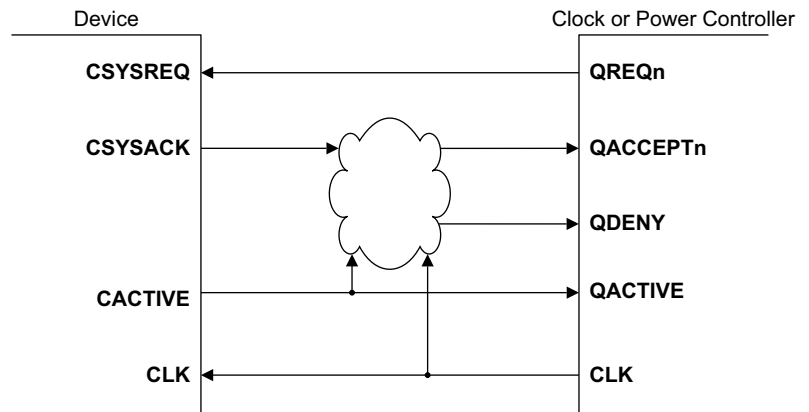 Device
Clock or Power Controller
CSYSREQ
QREQn
CSYSACK
QACCEPTn
QDENY
CACTIVE
QACTIVE
CLK
CLK